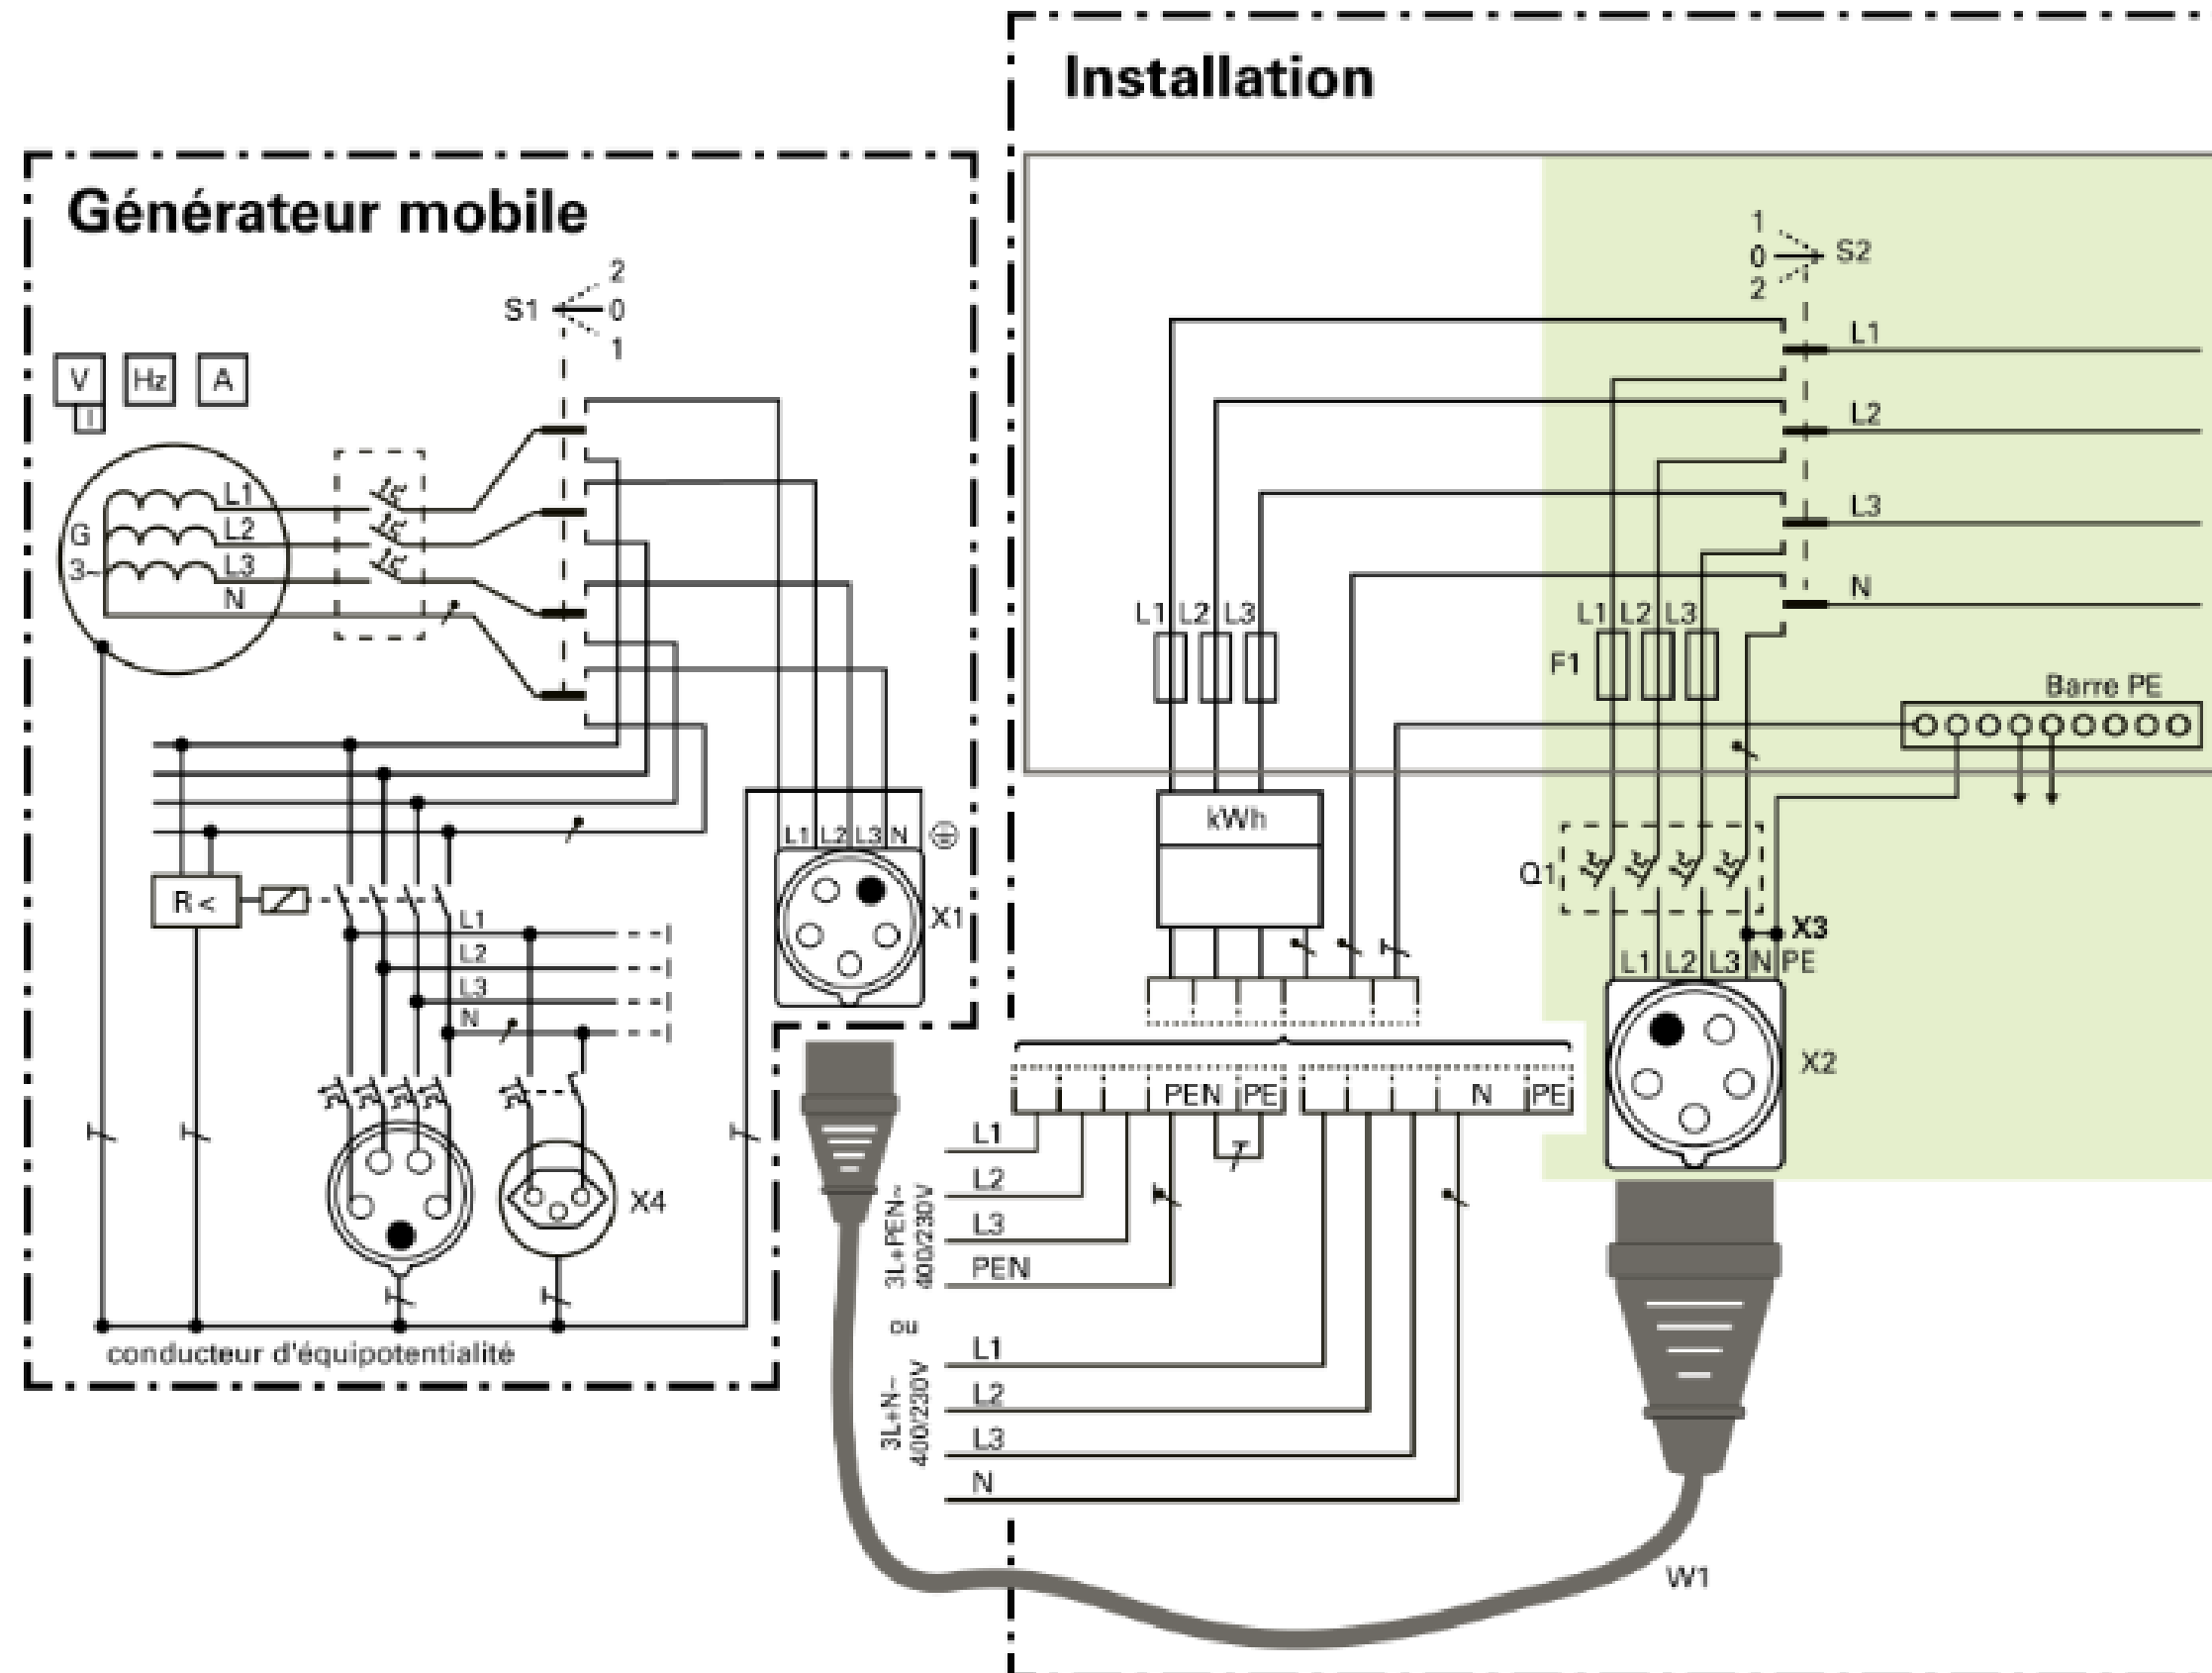 Installation
Générateur mobile
2
S1
0
1
V
Hz
A
I
G
3~
L1
L2
L3
N
R <
L1
L2
L3
N
X4
conducteur d'équipotentialité
L1 L2 L3 N
X1
1
0
2
S2
L1
L2
L3
N
L1 L2 L3
L1 L2 L3
F1
Barre PE
kWh
Q1
X3
L1 L2 L3 N PE
X2
PEN PE
N PE
L1
L2
L3
PEN
3L+PEN~
400/230V
ou
L1
L2
L3
N
3L+N~
400/230V
W1